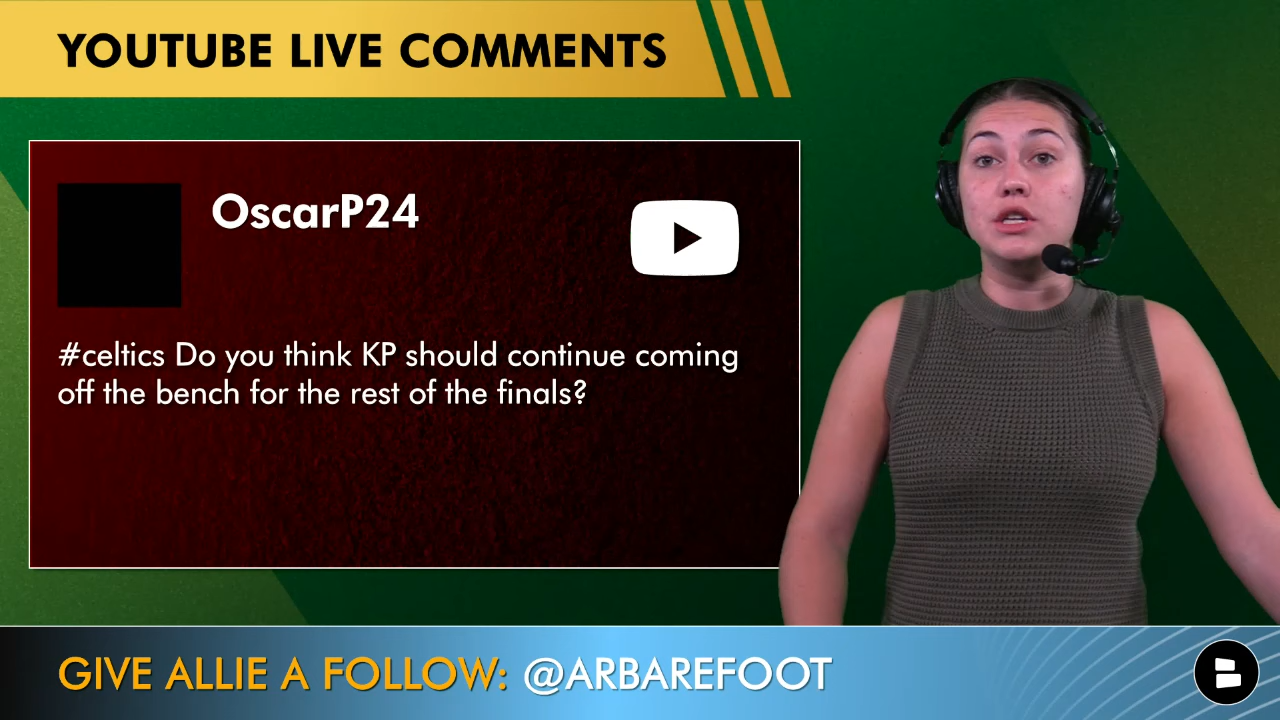 YOUTUBE LIVE COMMENTS
OscarP24
#celtics Do you think KP should continue coming
off the bench for the rest of the finals?
GIVE ALLIE A FOLLOW: @ARBAREFOOT